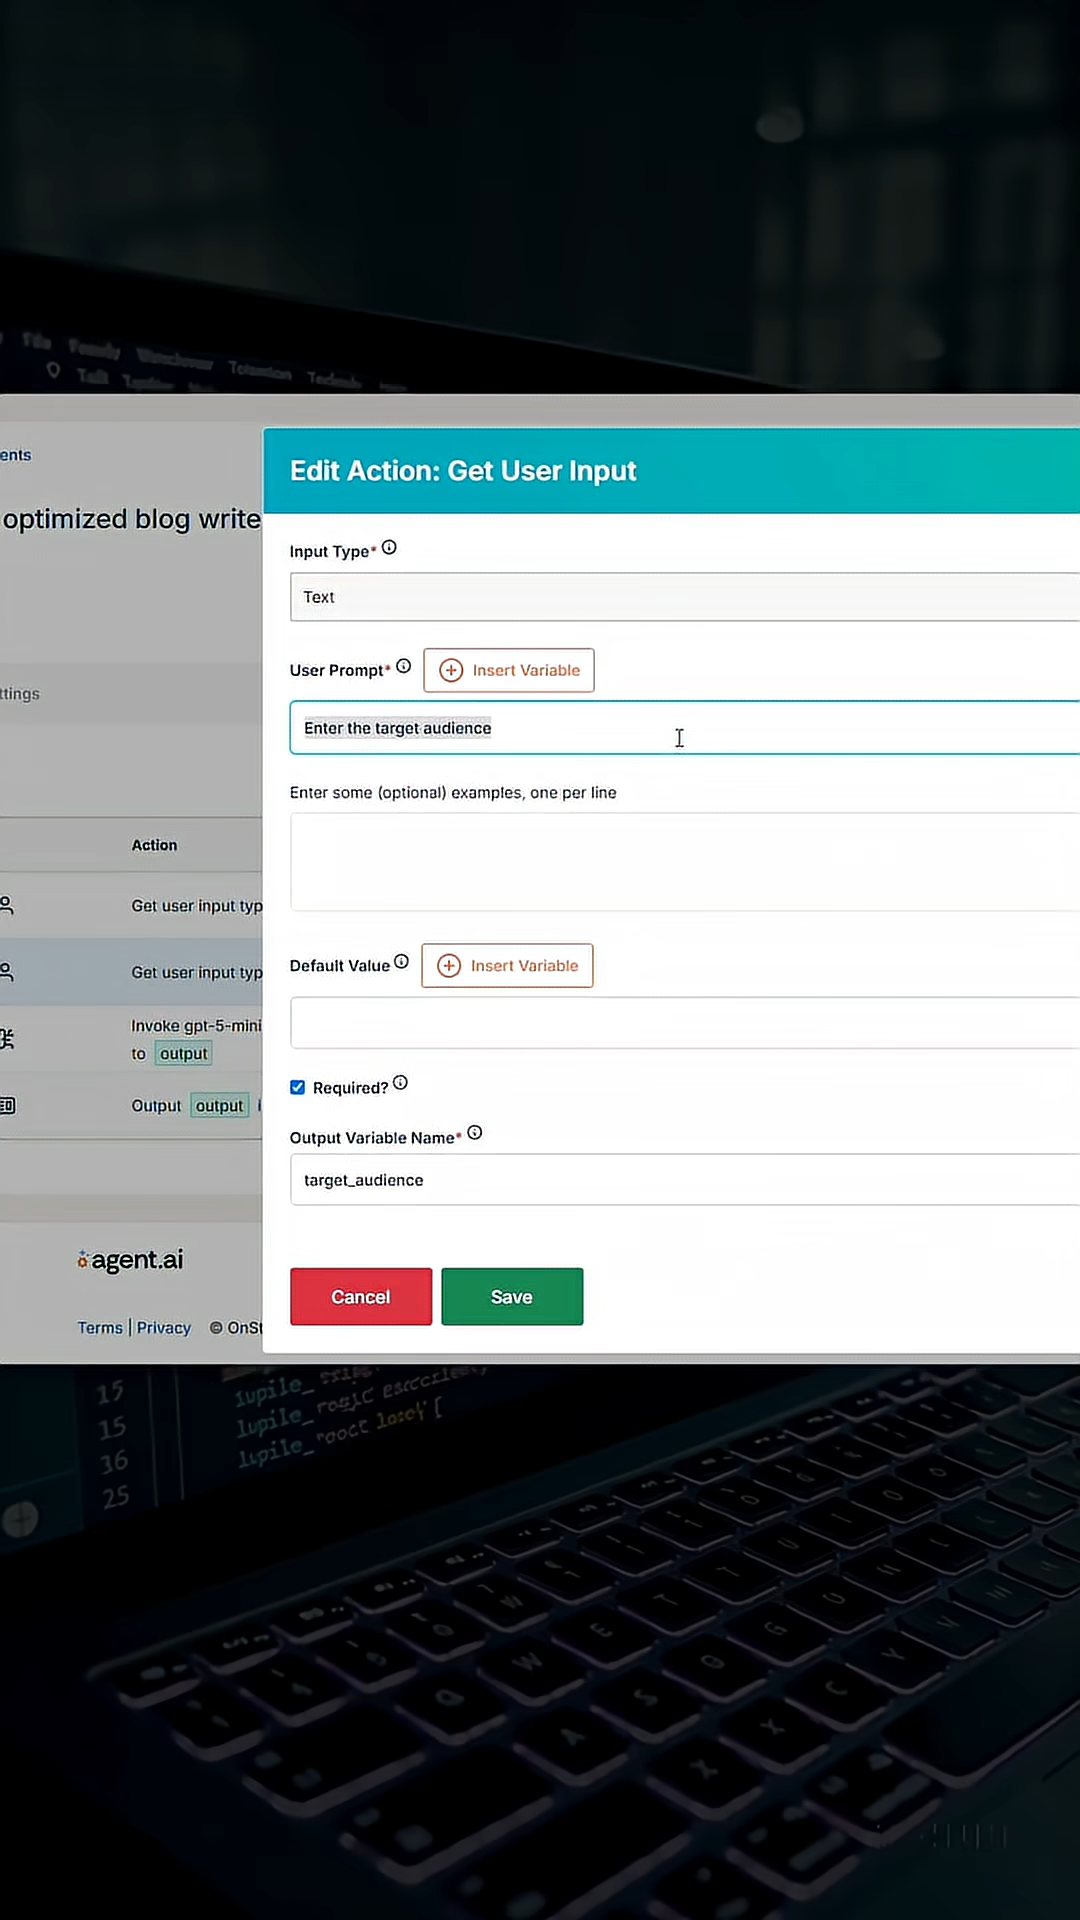 ents
optimized blog write
ttings
Action
Get user input typ
Get user input typ
Invoke gpt-5-mini
to output
Output output i
agent.ai
Terms | Privacy © OnSt
Edit Action: Get User Input
Input Type*
Text
User Prompt* Insert Variable
Enter the target audience
Enter some (optional) examples, one per line
Default Value Insert Variable
Required?
Output Variable Name*
target_audience
Cancel Save
15
15
36
25